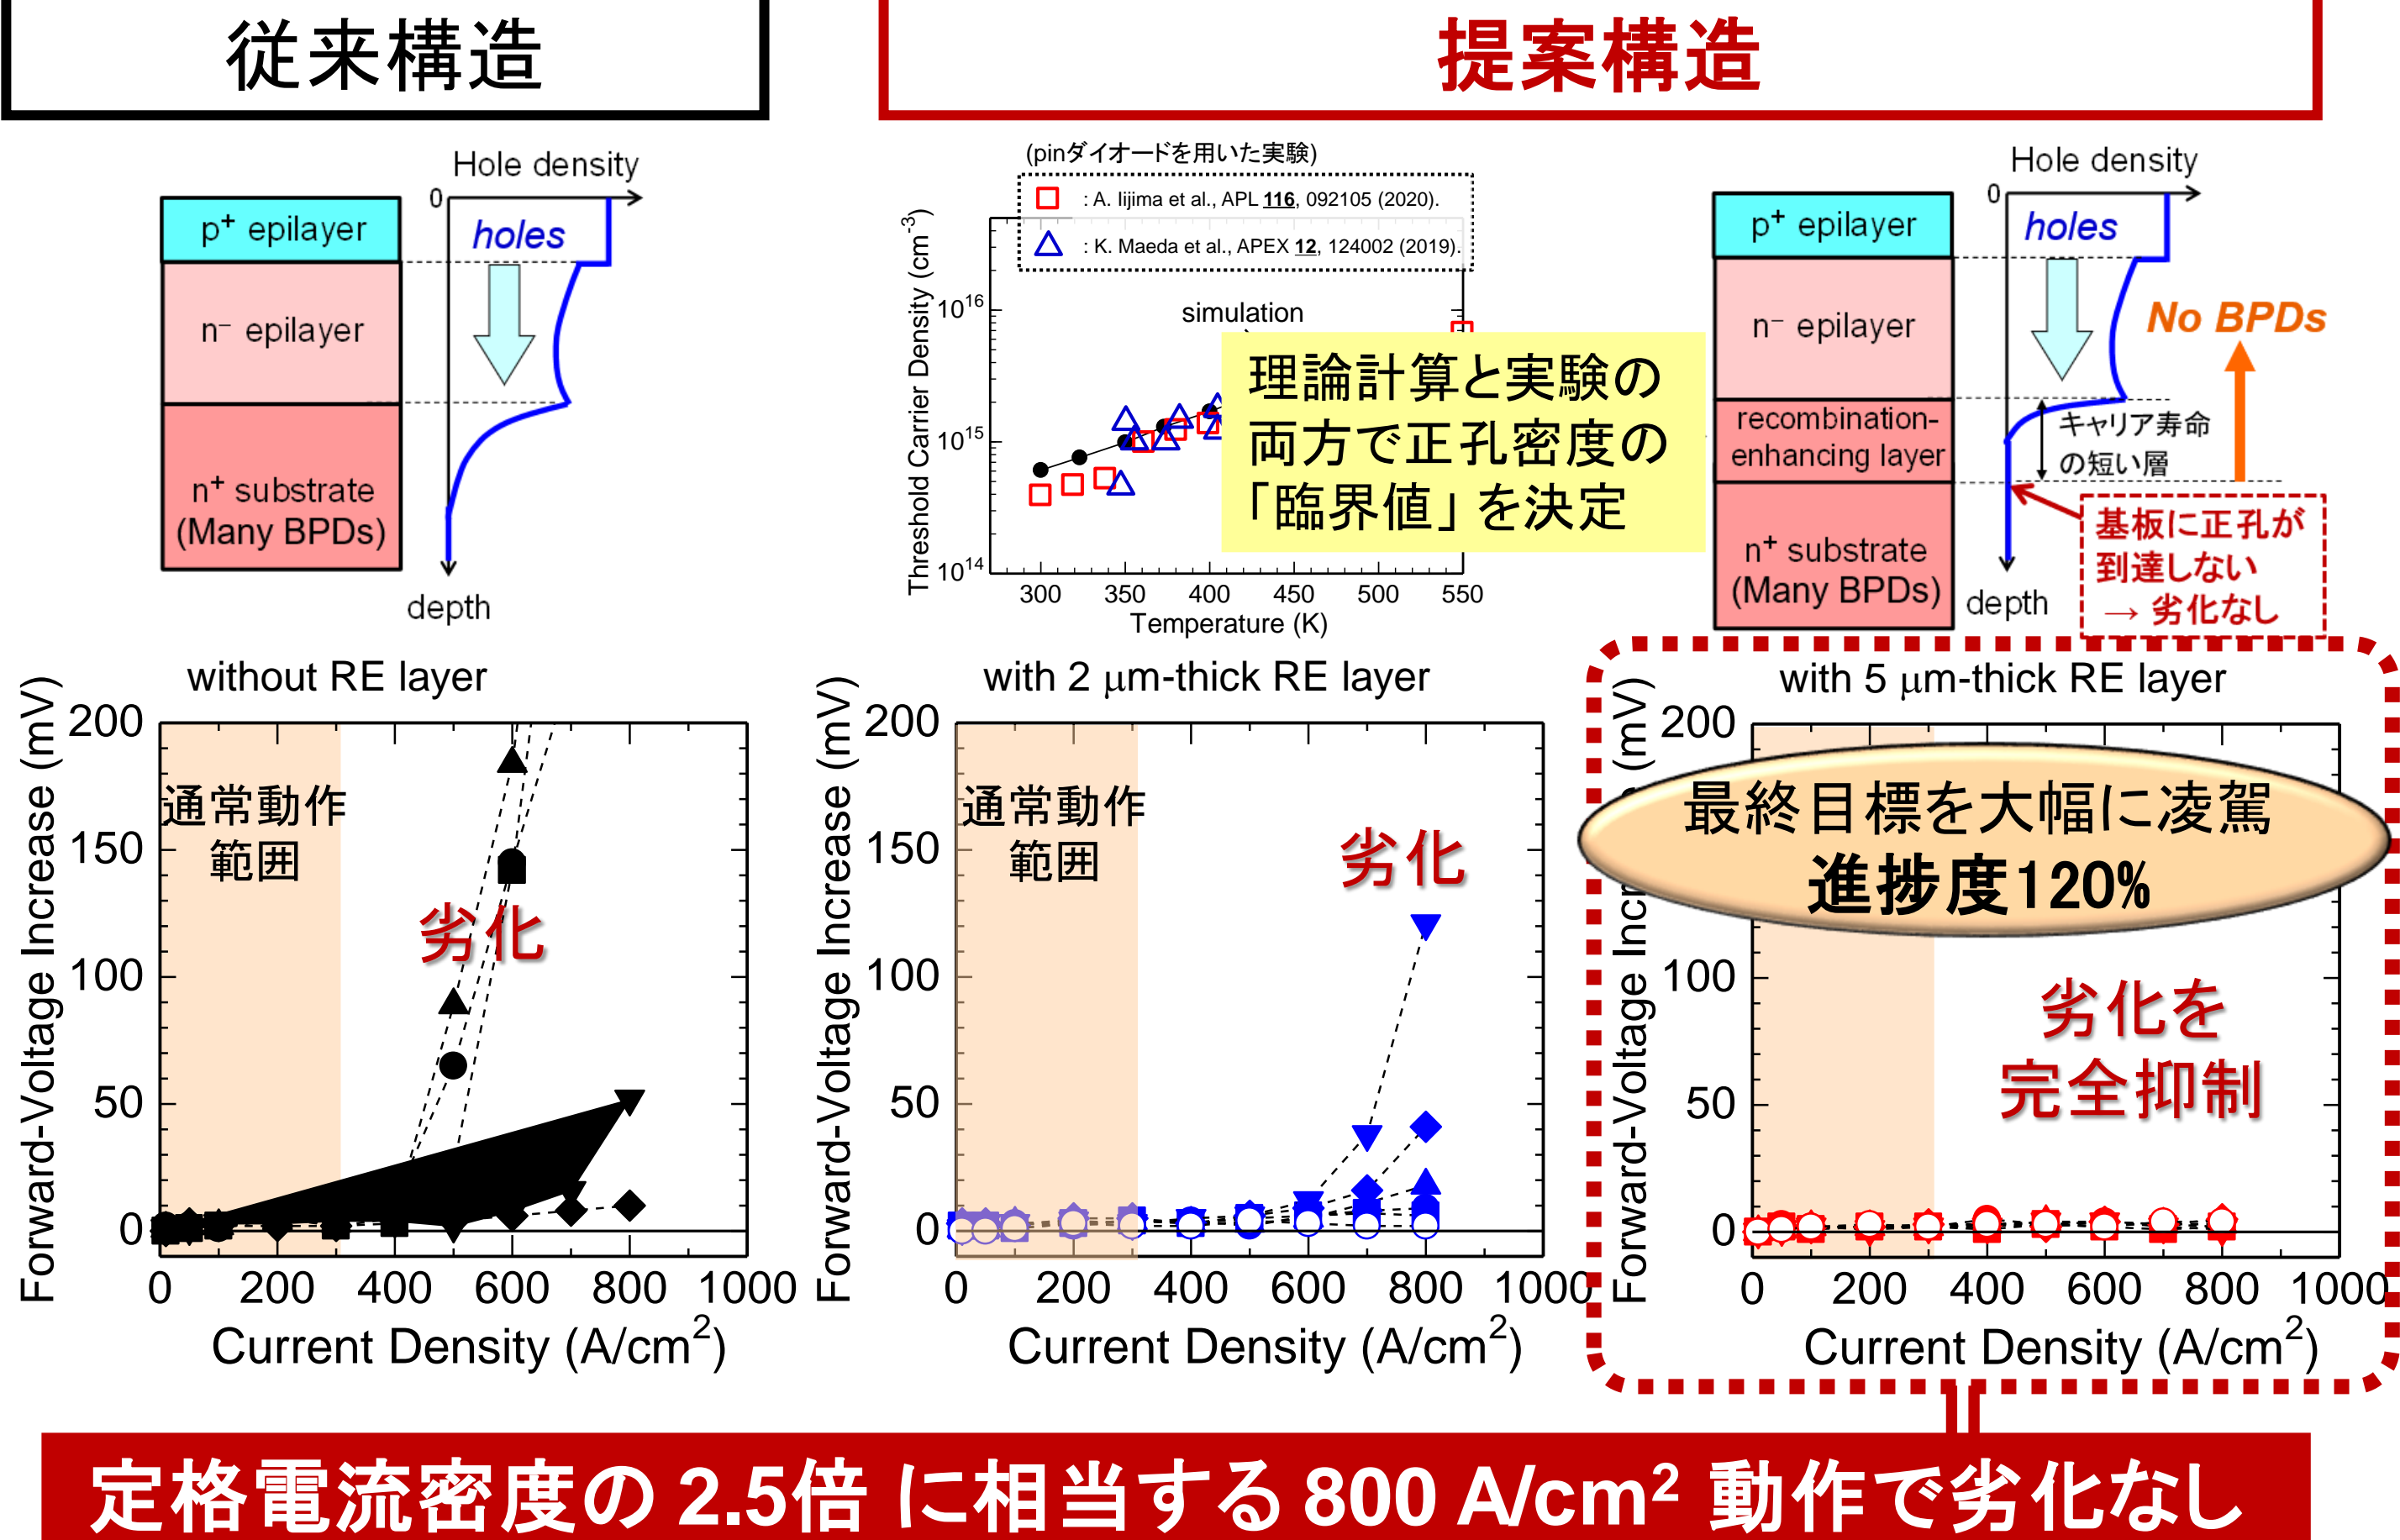 従来構造
提案構造
Hole density
0
p+ epilayer
holes
n− epilayer
n+ substrate
(Many BPDs)
depth
(pinダイオードを用いた実験)
: A. Iijima et al., APL 116, 092105 (2020).
: K. Maeda et al., APEX 12, 124002 (2019).
Threshold Carrier Density (cm-3)
simulation
1016
1015
1014
300 350 400 450 500 550
Temperature (K)
理論計算と実験の
両方で正孔密度の
「臨界値」を決定
Hole density
0
p+ epilayer
holes
n− epilayer
No BPDs
recombination-
enhancing layer
キャリア寿命
の短い層
n+ substrate
(Many BPDs)
depth
基板に正孔が
到達しない
→ 劣化なし
without RE layer
Forward-Voltage Increase (mV)
200
150
100
50
0
通常動作
範囲
劣化
0 200 400 600 800 1000
Current Density (A/cm2)
with 2 μm-thick RE layer
Forward-Voltage Increase (mV)
200
150
100
50
0
通常動作
範囲
劣化
0 200 400 600 800 1000
Current Density (A/cm2)
with 5 μm-thick RE layer
(mV)
200
最終目標を大幅に凌駕
進捗度120%
100
50
0
Forward-Voltage
劣化を
完全抑制
0 200 400 600 800 1000
Current Density (A/cm2)
定格電流密度の 2.5倍 に相当する 800 A/cm2 動作で劣化なし